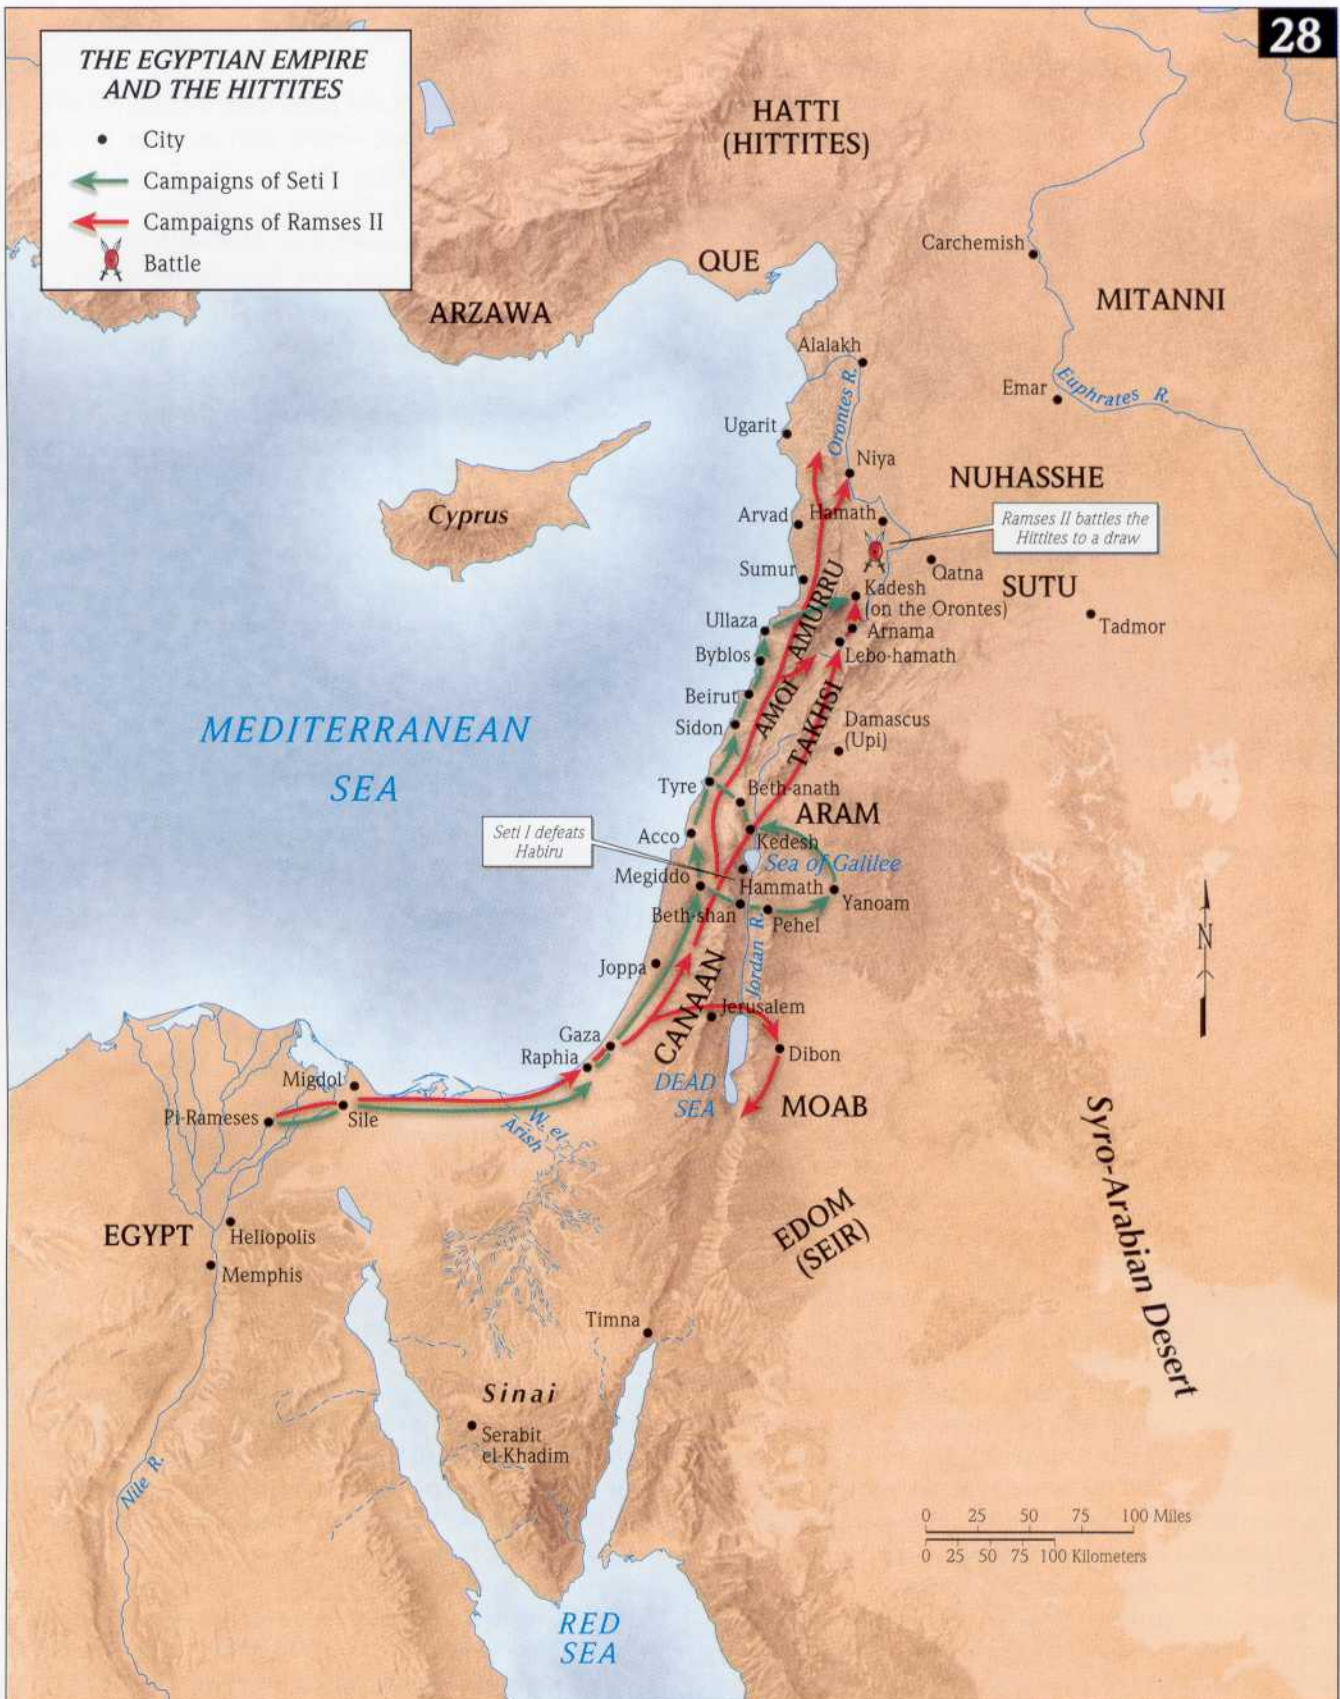 28
THE EGYPTIAN EMPIRE
AND THE HITTITES
City
Campaigns of Seti I
Campaigns of Ramses II
Battle
HATTI
(HITTITES)
QUE
Carchemish
ARZAWA
MITANNI
Alalakh
Emar
Euphrates R.
Orontes R.
Ugarit
Niya
NUHASSHE
Cyprus
Arvad
Hamath
Ramses II battles the
Hittites to a draw
Sumur
Qatna
SUTU
Kadesh
(on the Orontes)
Tadmor
Ullaza
AMURRU
Arnama
Byblos
Lebo-hamath
Beirut
AMQI
TAKHSI
Sidon
Damascus
(Upi)
MEDITERRANEAN
SEA
Tyre
Beth-anath
ARAM
Seti I defeats
Habiru
Acco
Kedesh
Sea of Galilee
Megiddo
Hammath
Yanoam
Beth-shan
Pehel
Jordan R.
N
Joppa
CANAAN
Jerusalem
Gaza
Raphia
Dibon
DEAD
SEA
MOAB
Migdol
Pi-Rameses
Sile
W. el
Arish
Syro-Arabian Desert
EGYPT
Heliopolis
EDOM
(SEIR)
Memphis
Timna
Sinai
Serabit
el-Khadim
Nile R.
0 25 50 75 100 Miles
0 25 50 75 100 Kilometers
RED
SEA